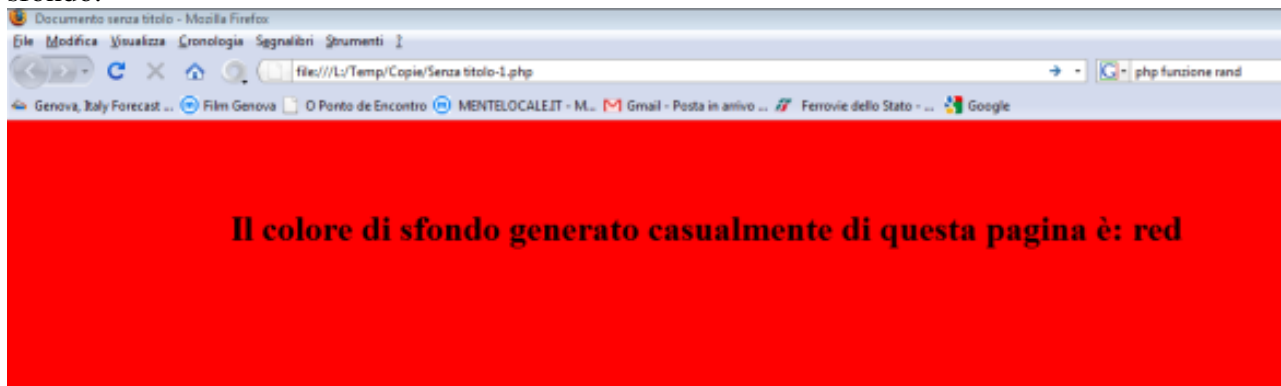 sfondo.
Documento senza titolo - Mozilla Firefox
File Modifica Visualizza Cronologia Segnalibri Strumenti ?
file:///L:/Temp/Copie/Senza titolo-1.php G php funzione rand
Genova, Italy Forecast ... Film Genova O Ponto de Encontro MENTELOCALE.IT - M... Gmail - Posta in arrivo ... Ferrovie dello Stato - ... Google
Il colore di sfondo generato casualmente di questa pagina è: red